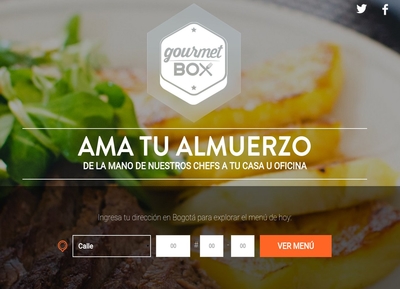 gourmet
BOX
AMA TU ALMUERZO
DE LA MANO DE NUESTROS CHEFS A TU CASA U OFICINA
Ingresa tu dirección en Bogotá para explorar el menú de hoy:
Calle 00 # 00 - 00 VER MENÚ